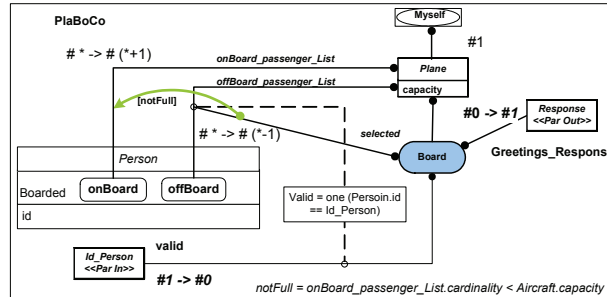 PlaBoCo
Myself
#1
# * -> # (*+1)
onBoard_passenger_List
Plane
offBoard_passenger_List
capacity
[notFull]
# * -> # (*-1)
selected
#0 -> #1
Response
<<Par Out>>
Board
Greetings_Respons
Person
Boarded
onBoard
offBoard
id
Valid = one (Persoin.id
== Id_Person)
valid
Id_Person
<<Par In>>
#1 -> #0
notFull = onBoard_passenger_List.cardinality < Aircraft.capacity